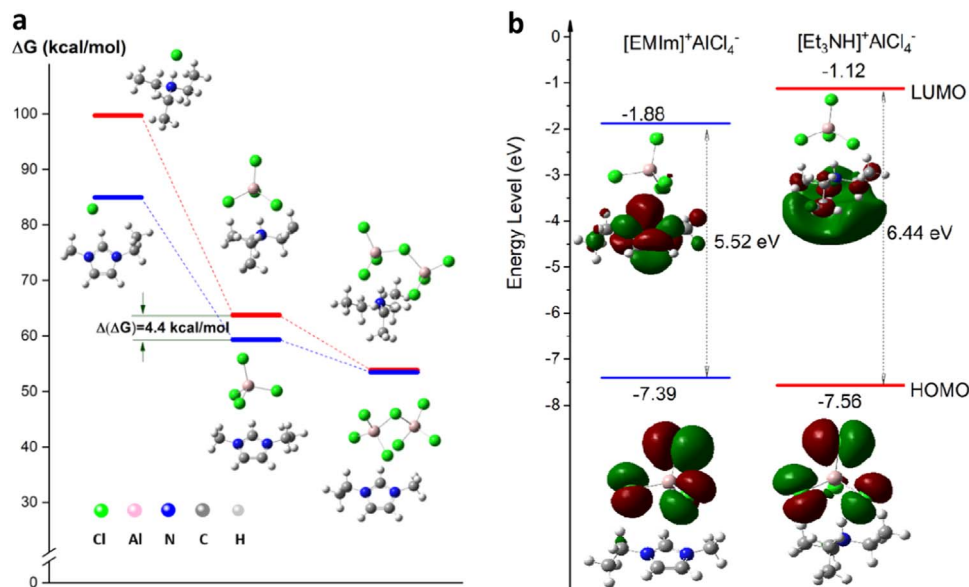 a
ΔG (kcal/mol)
100
90
80
70
60
50
40
30
0
Δ(ΔG)=4.4 kcal/mol
Cl Al N C H
b
[EMIm]⁺AlCl₄⁻ [Et₃NH]⁺AlCl₄⁻
Energy Level (eV)
0
-1
-2
-3
-4
-5
-6
-7
-8
-1.88
-1.12
LUMO
5.52 eV
6.44 eV
-7.39
-7.56
HOMO